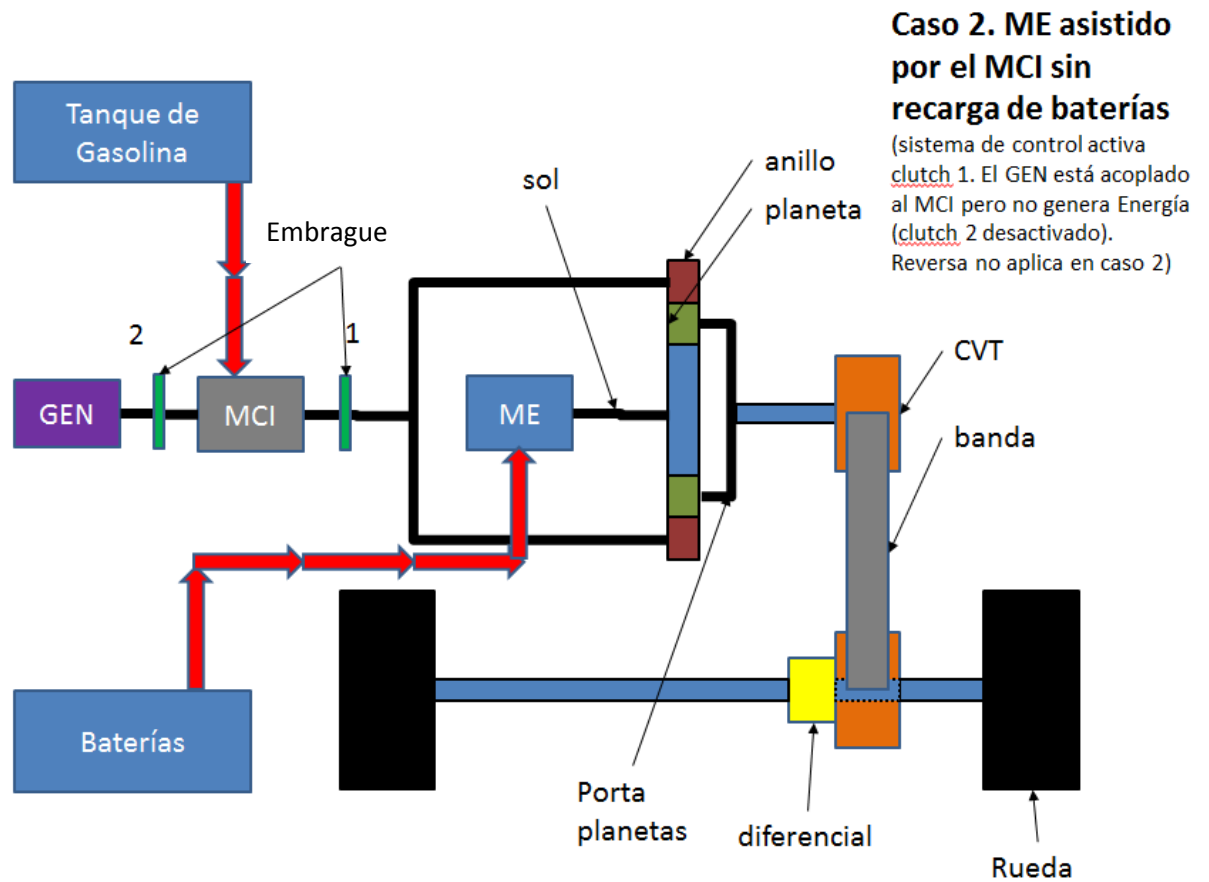 Caso 2. ME asistido
por el MCI sin
recarga de baterías
(sistema de control activa
clutch 1. El GEN está acoplado
al MCI pero no genera Energía
(clutch 2 desactivado).
Reversa no aplica en caso 2)
Tanque de
Gasolina
sol
anillo
planeta
Embrague
2
1
CVT
GEN
MCI
ME
banda
Baterías
Porta
planetas
diferencial
Rueda